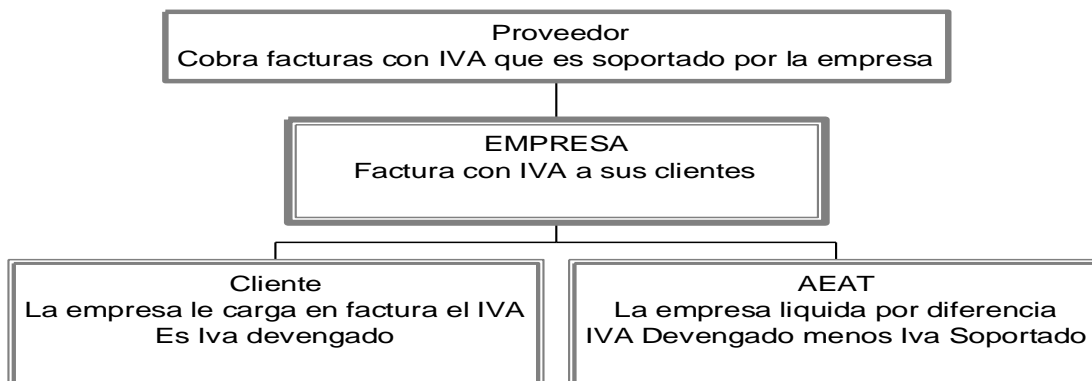 Proveedor
Cobra facturas con IVA que es soportado por la empresa
EMPRESA
Factura con IVA a sus clientes
Cliente
La empresa le carga en factura el IVA
Es Iva devengado
AEAT
La empresa liquida por diferencia
IVA Devengado menos Iva Soportado